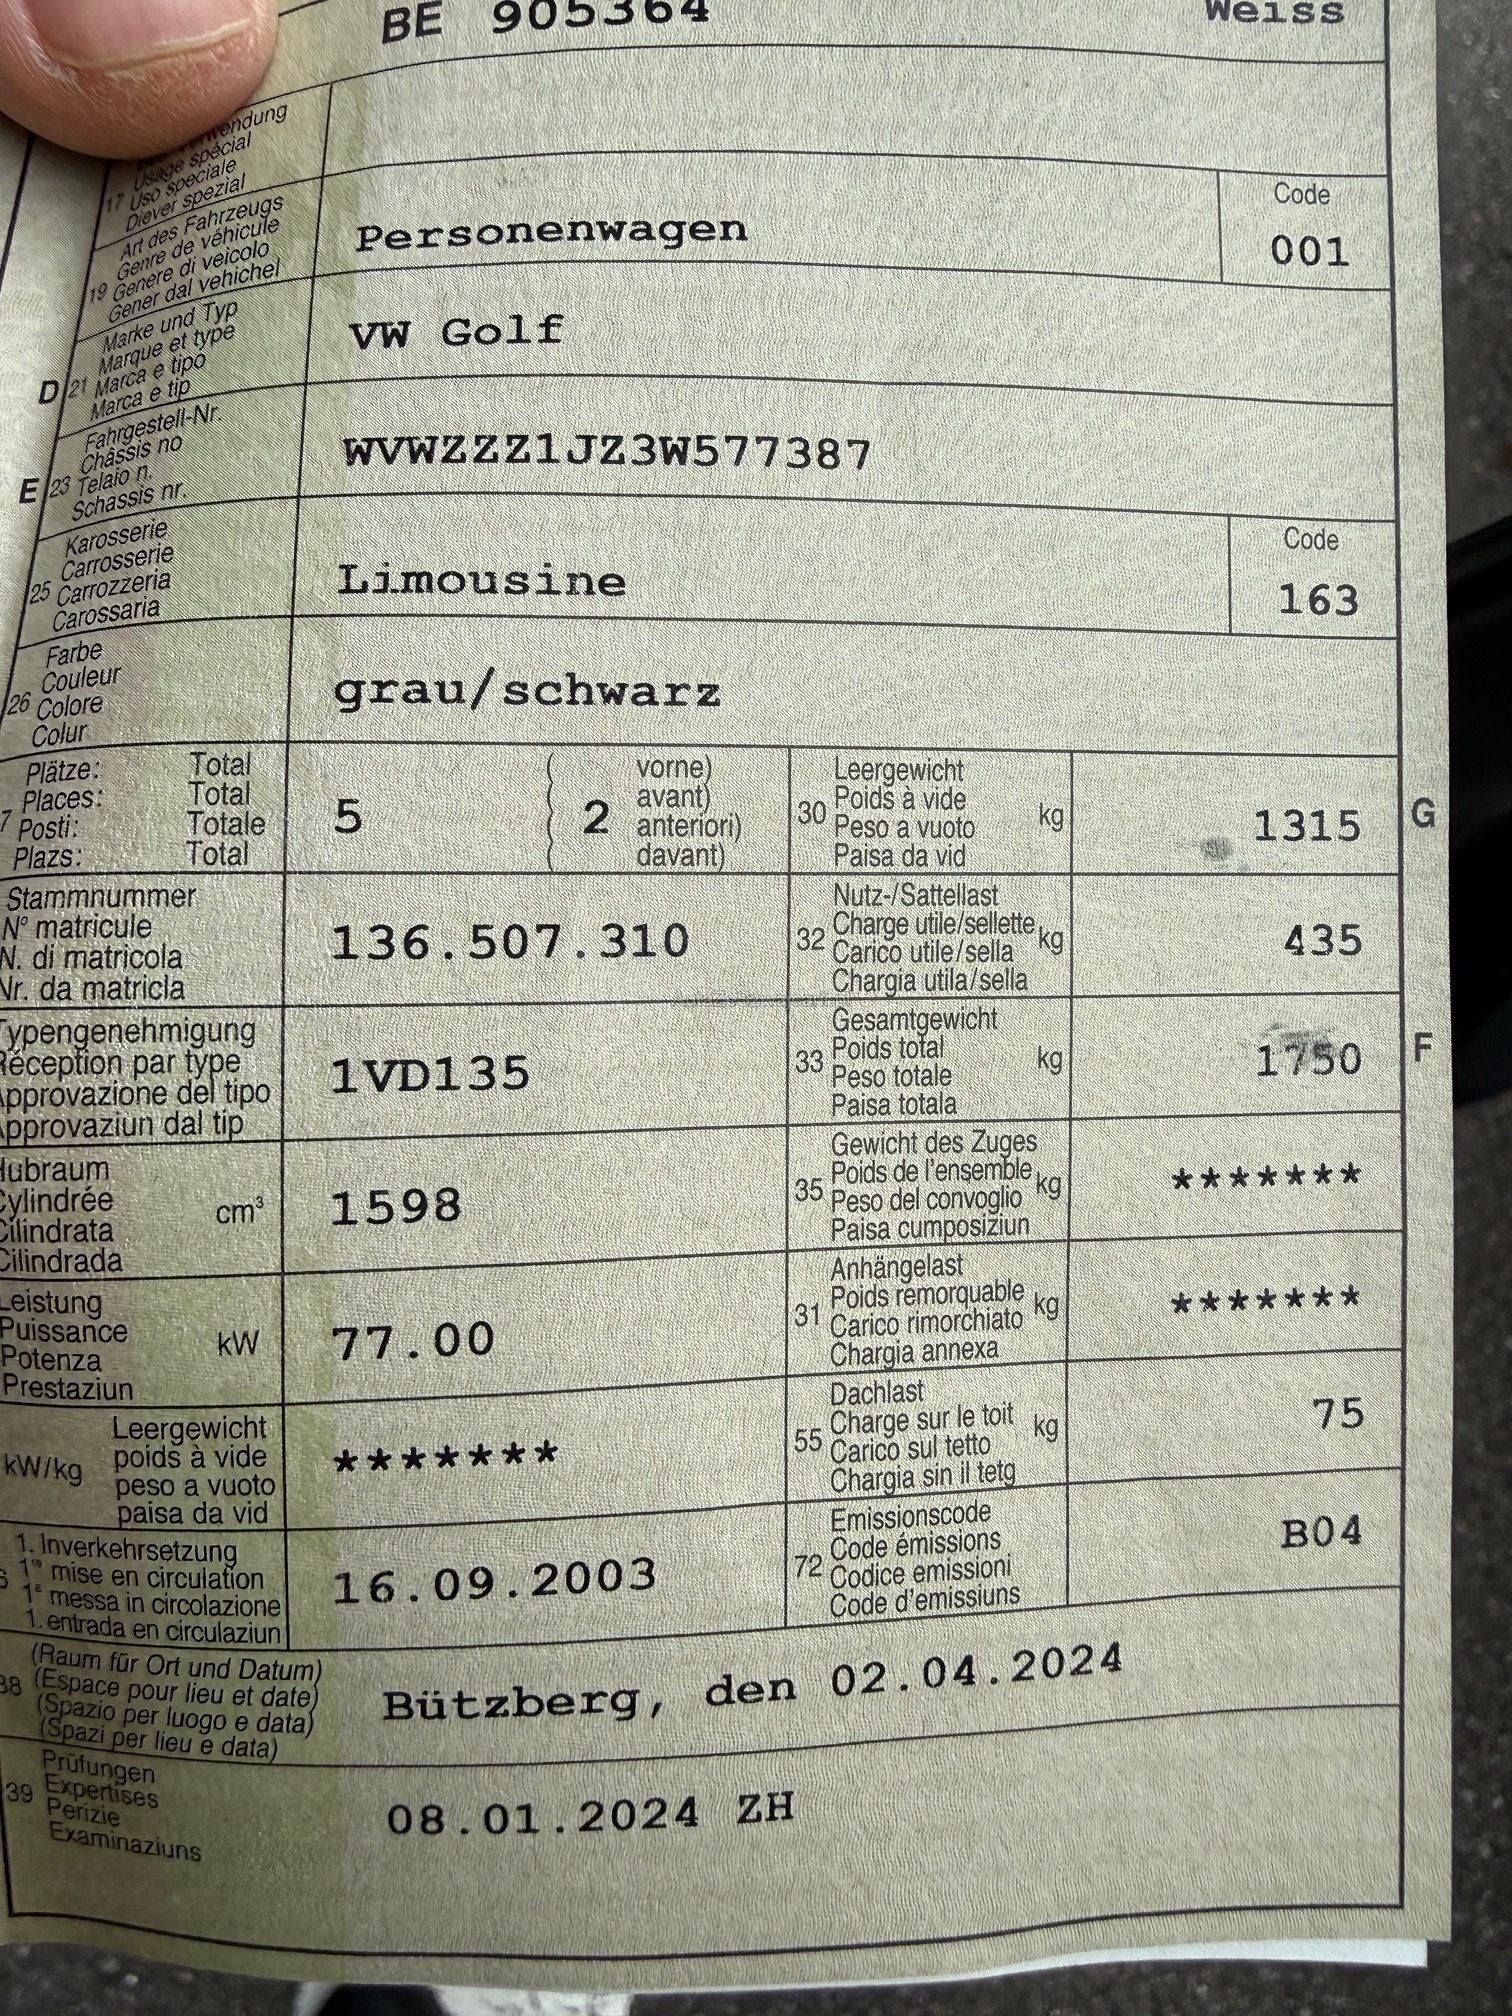 BE 905364 Weiss
Usage spécial
17 Uso speciale
Diever spezial
Art des Fahrzeugs
Genre de véhicule
19 Genere di veicolo
Gener dal vehichel
Personenwagen
Code
001
Marke und Typ
Marque et type
D 21 Marca e tipo
Marca e tip
VW Golf
Fahrgestell-Nr.
Châssis no
E 23 Telaio n.
Schassis nr.
WVWZZZ1JZ3W577387
Karosserie
Carrosserie
25 Carrozzeria
Carossaria
Limousine
Code
163
Farbe
Couleur
26 Colore
Colur
grau/schwarz
Plätze: Total
Places: Total
7 Posti: Totale
Plazs: Total
5 ( 2 vorne)
avant)
anteriori)
davant)
Leergewicht
30 Poids à vide kg
Peso a vuoto
Paisa da vid
1315 G
Stammnummer
N° matricule
N. di matricola
Nr. da matricla
136.507.310
Nutz-/Sattellast
Charge utile/sellette
32 Carico utile/sella kg
Chargia utila/sella
435
Typengenehmigung
Réception par type
Approvazione del tipo
Approvaziun dal tip
1VD135
Gesamtgewicht
33 Poids total kg
Peso totale
Paisa totala
1750 F
Hubraum
Cylindrée
Cilindrata cm³
Cilindrada
1598
Gewicht des Zuges
Poids de l'ensemble
35 Peso del convoglio kg
Paisa cumposiziun
*******
Leistung
Puissance kW
Potenza
Prestaziun
77.00
Anhängelast
Poids remorquable
31 Carico rimorchiato kg
Chargia annexa
*******
Leergewicht
kW/kg poids à vide
peso a vuoto
paisa da vid
*******
Dachlast
55 Charge sur le toit kg
Carico sul tetto
Chargia sin il tetg
75
1. Inverkehrsetzung
1re mise en circulation
1a messa in circolazione
1. entrada en circulaziun
16.09.2003
Emissionscode
72 Code émissions
Codice emissioni
Code d'emissiuns
B04
(Raum für Ort und Datum)
38 (Espace pour lieu et date)
(Spazio per luogo e data)
(Spazi per lieu e data)
Bützberg, den 02.04.2024
Prüfungen
39 Expertises
Perizie
Examinaziuns
08.01.2024 ZH